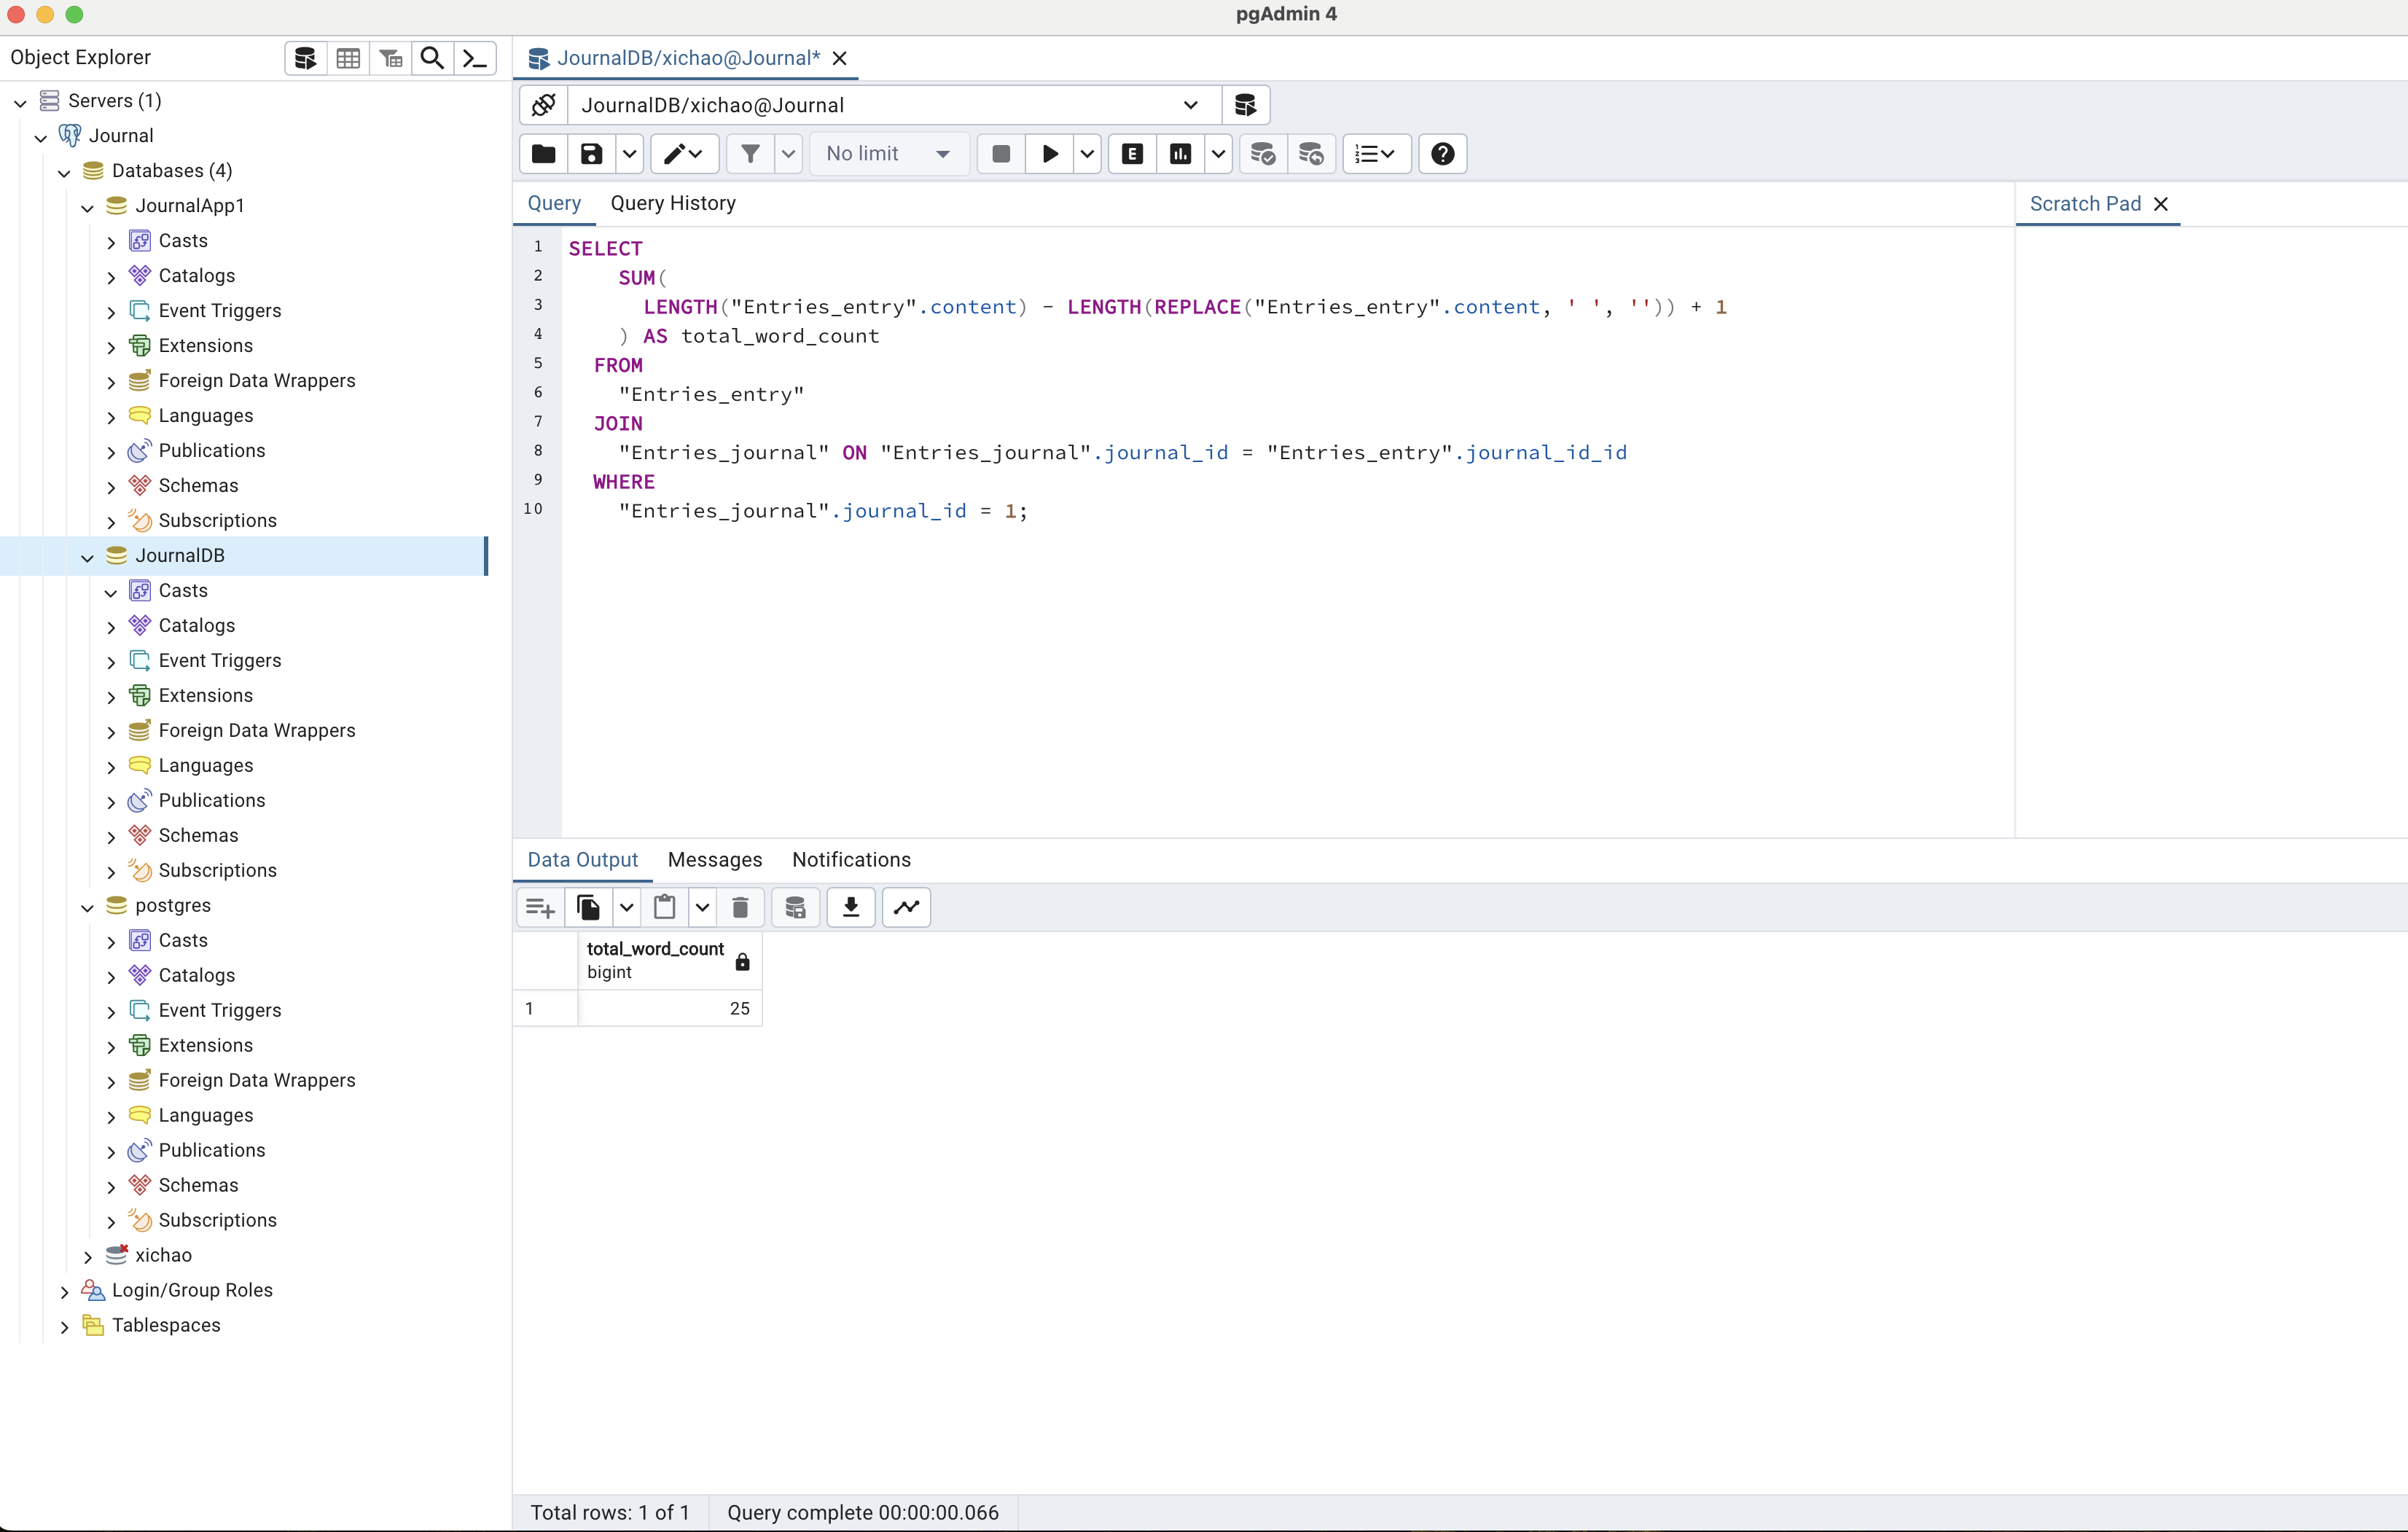 pgAdmin 4
Object Explorer
Servers (1)
Journal
Databases (4)
JournalApp1
Casts
Catalogs
Event Triggers
Extensions
Foreign Data Wrappers
Languages
Publications
Schemas
Subscriptions
JournalDB
Casts
Catalogs
Event Triggers
Extensions
Foreign Data Wrappers
Languages
Publications
Schemas
Subscriptions
postgres
Casts
Catalogs
Event Triggers
Extensions
Foreign Data Wrappers
Languages
Publications
Schemas
Subscriptions
xichao
Login/Group Roles
Tablespaces
JournalDB/xichao@Journal*
JournalDB/xichao@Journal
No limit
E
Query Query History
Scratch Pad
1 SELECT
2 SUM(
3 LENGTH("Entries_entry".content) - LENGTH(REPLACE("Entries_entry".content, ' ', '')) + 1
4 ) AS total_word_count
5 FROM
6 "Entries_entry"
7 JOIN
8 "Entries_journal" ON "Entries_journal".journal_id = "Entries_entry".journal_id_id
9 WHERE
10 "Entries_journal".journal_id = 1;
Data Output Messages Notifications
total_word_count
bigint
1 25
Total rows: 1 of 1 Query complete 00:00:00.066